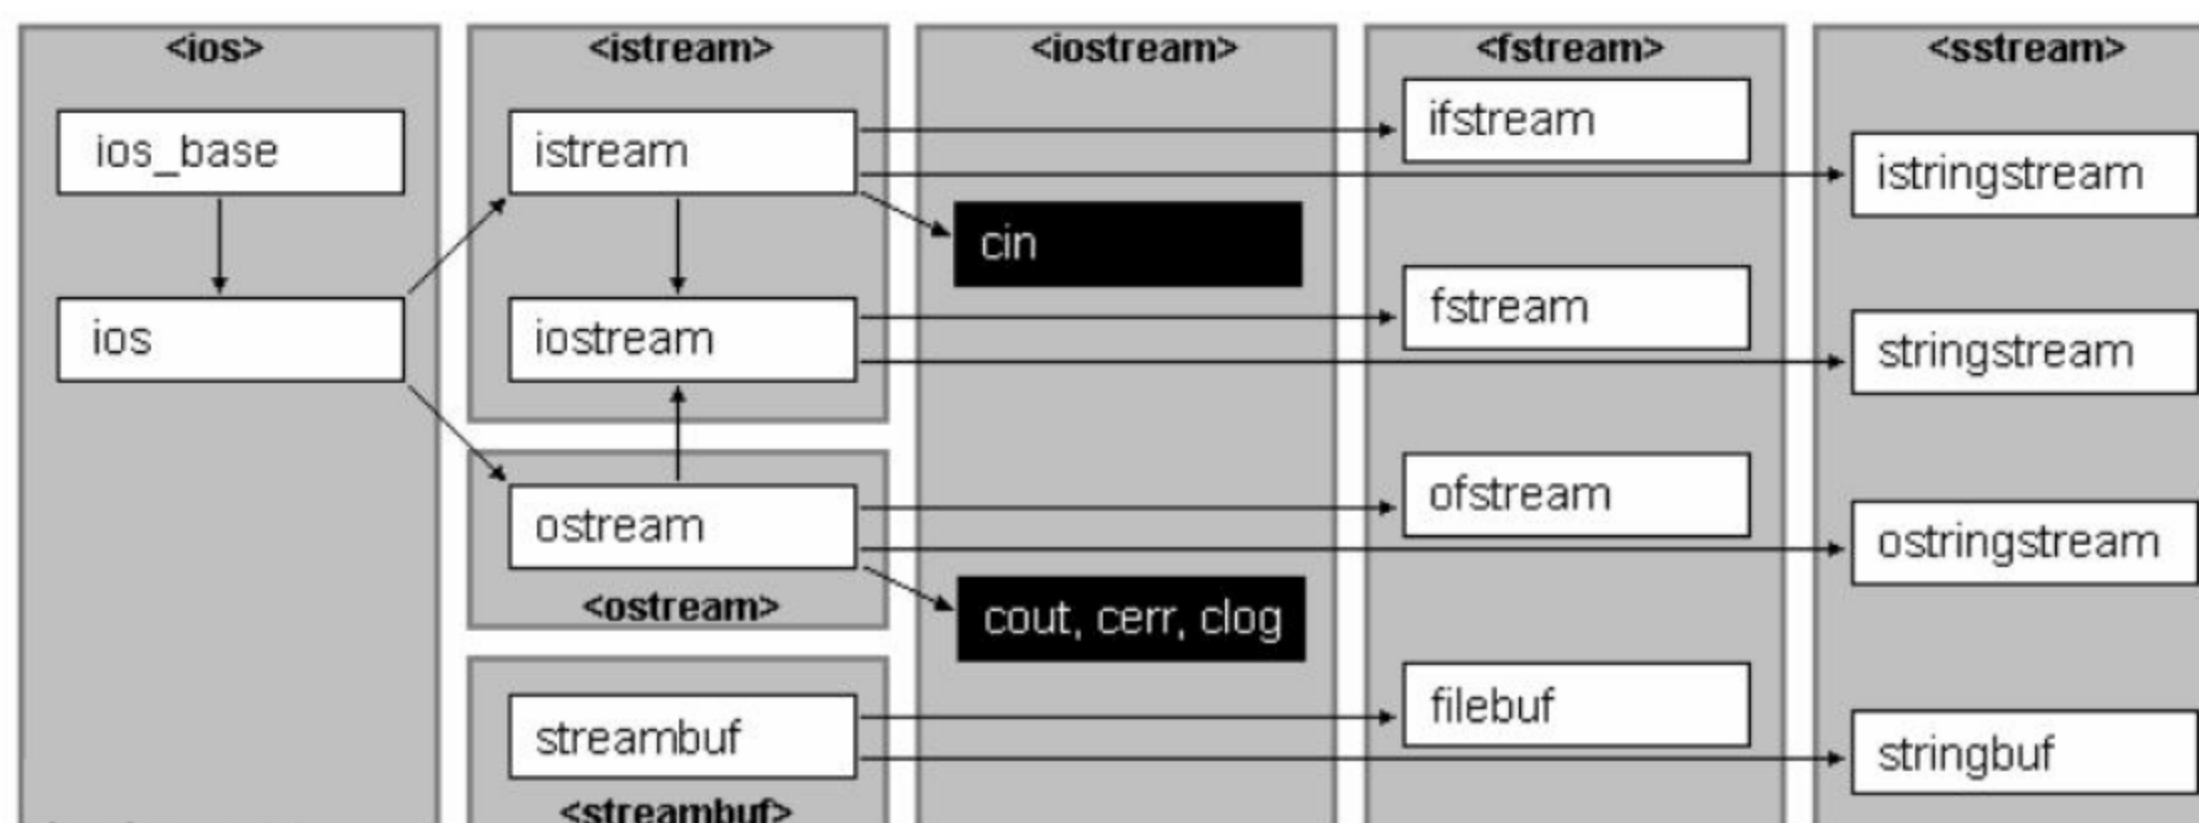 <ios>
ios_base
ios
<istream>
istream
iostream
ostream
<ostream>
streambuf
<streambuf>
<iostream>
cin
cout, cerr, clog
<fstream>
ifstream
fstream
ofstream
filebuf
<sstream>
istringstream
stringstream
ostringstream
stringbuf